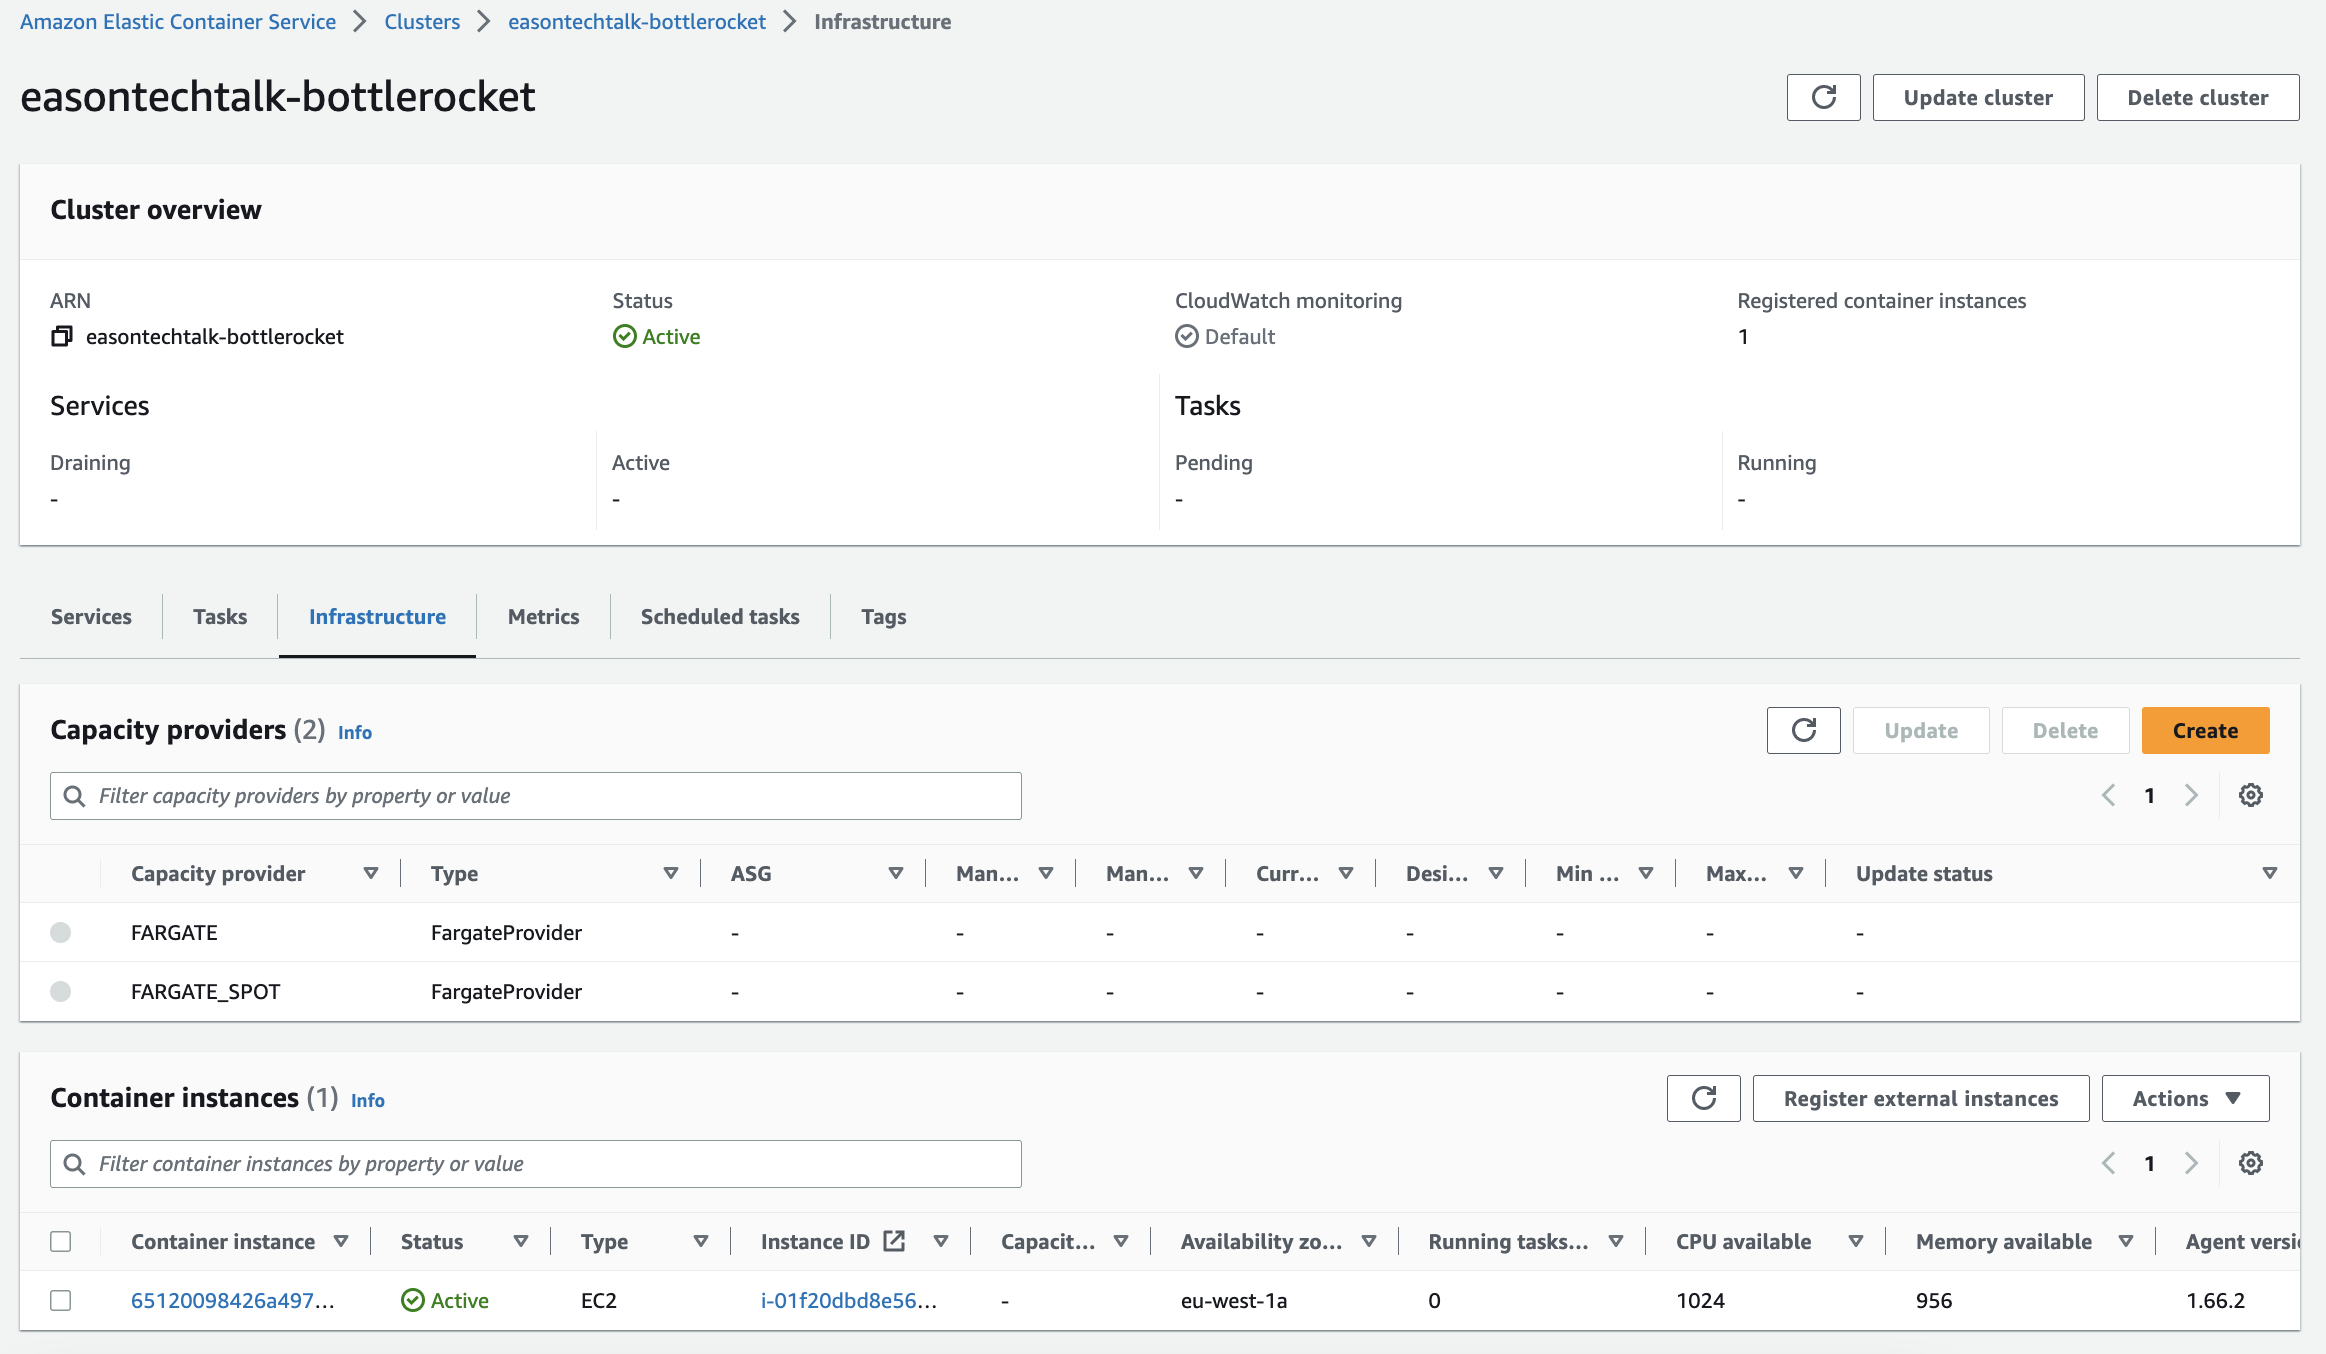 Amazon Elastic Container Service > Clusters > easontechtalk-bottlerocket > Infrastructure
easontechtalk-bottlerocket
Update cluster
Delete cluster
Cluster overview
ARN
easontechtalk-bottlerocket
Status
Active
CloudWatch monitoring
Default
Registered container instances
1
Services
Tasks
Draining
-
Active
-
Pending
-
Running
-
Services Tasks Infrastructure Metrics Scheduled tasks Tags
Capacity providers (2) Info
Update Delete Create
Filter capacity providers by property or value
1
Capacity provider Type ASG Man... Man... Curr... Desi... Min ... Max... Update status
FARGATE FargateProvider - - - - - - - -
FARGATE_SPOT FargateProvider - - - - - - - -
Container instances (1) Info
Register external instances Actions
Filter container instances by property or value
1
Container instance Status Type Instance ID Capacit... Availability zo... Running tasks... CPU available Memory available Agent versi
65120098426a497... Active EC2 i-01f20dbd8e56... - eu-west-1a 0 1024 956 1.66.2